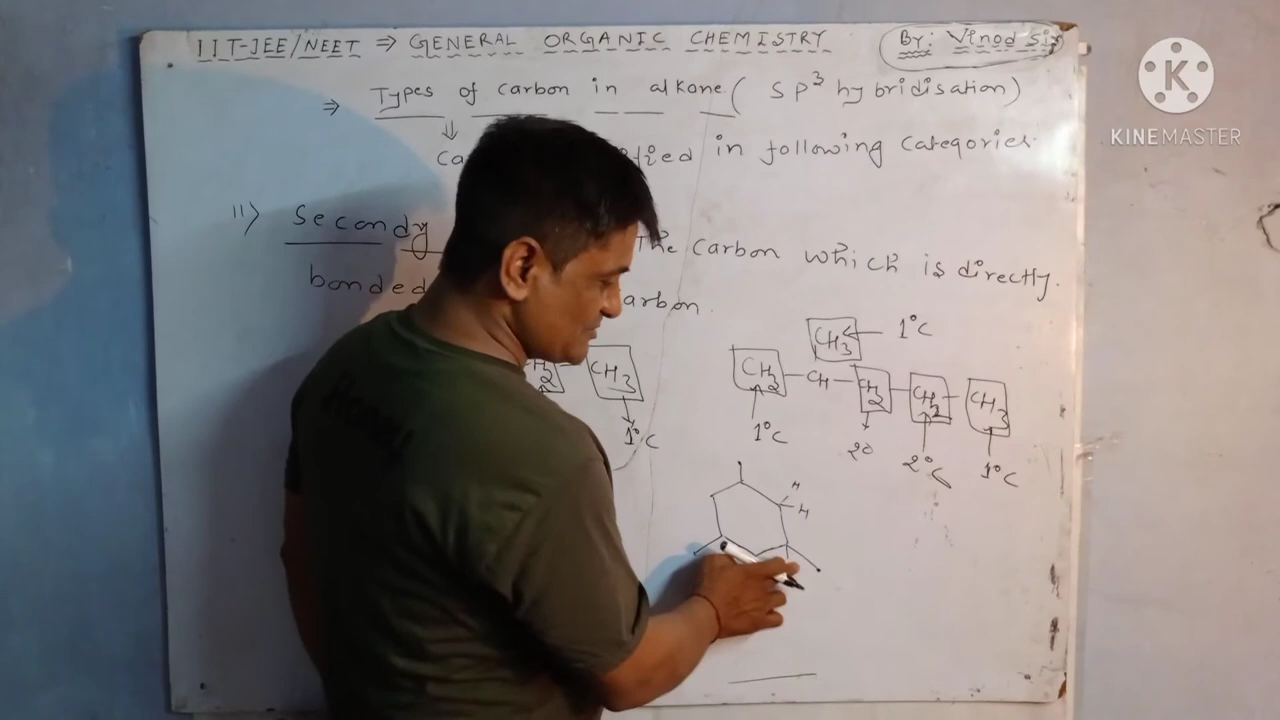 IIT-JEE/NEET ⇒ GENERAL ORGANIC CHEMISTRY By: Vinod Sir
⇒ Types of carbon in alkane ( SP³ hybridisation)
⇓
Ca fied in following categories.
11) Secondry The carbon which is directly.
bonded arbon.
CH3 ← 1°C
H2 - CH3 CH2 - CH - CH2 - CH2 - CH3
1°C 1°C 2° 2°C 1°C
H
H
K
KINEMASTER